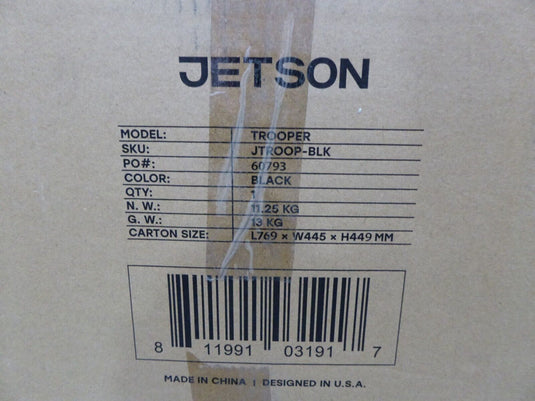 JETSON
MODEL: TROOPER
SKU: JTROOP-BLK
PO#: 60793
COLOR: BLACK
QTY: 1
N. W.: 11.25 KG
G. W.: 13 KG
CARTON SIZE: L769 × W445 × H449 MM
8 11991 03191 7
MADE IN CHINA | DESIGNED IN U.S.A.